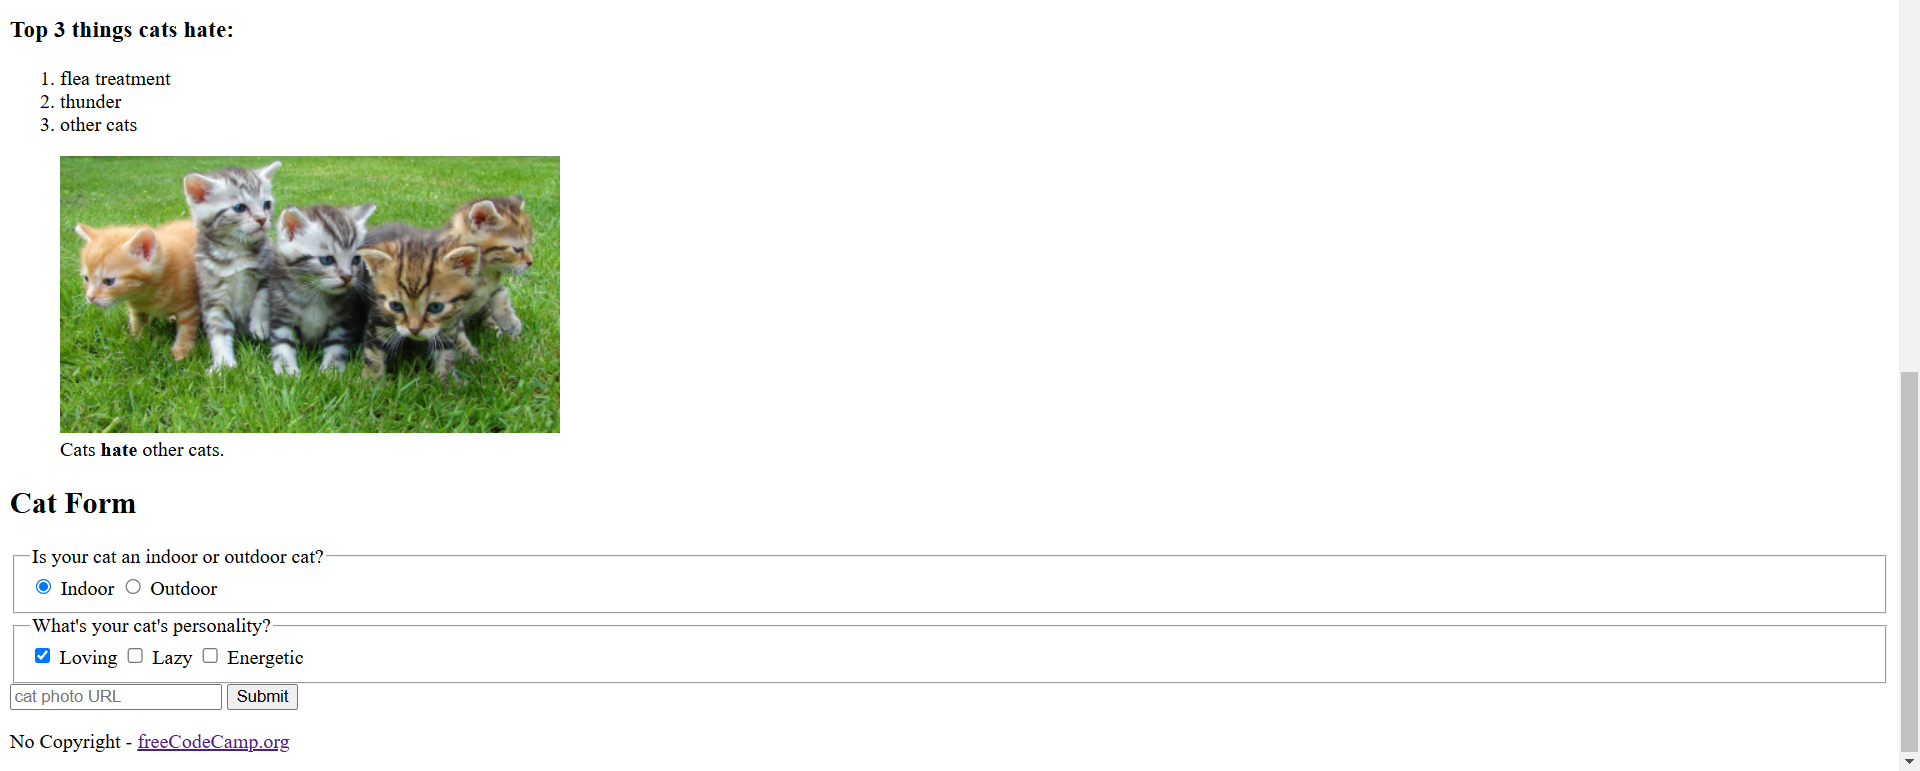 Top 3 things cats hate:
1. flea treatment
2. thunder
3. other cats
Cats hate other cats.
Cat Form
Is your cat an indoor or outdoor cat?
Indoor Outdoor
What's your cat's personality?
Loving Lazy Energetic
cat photo URL Submit
No Copyright - freeCodeCamp.org